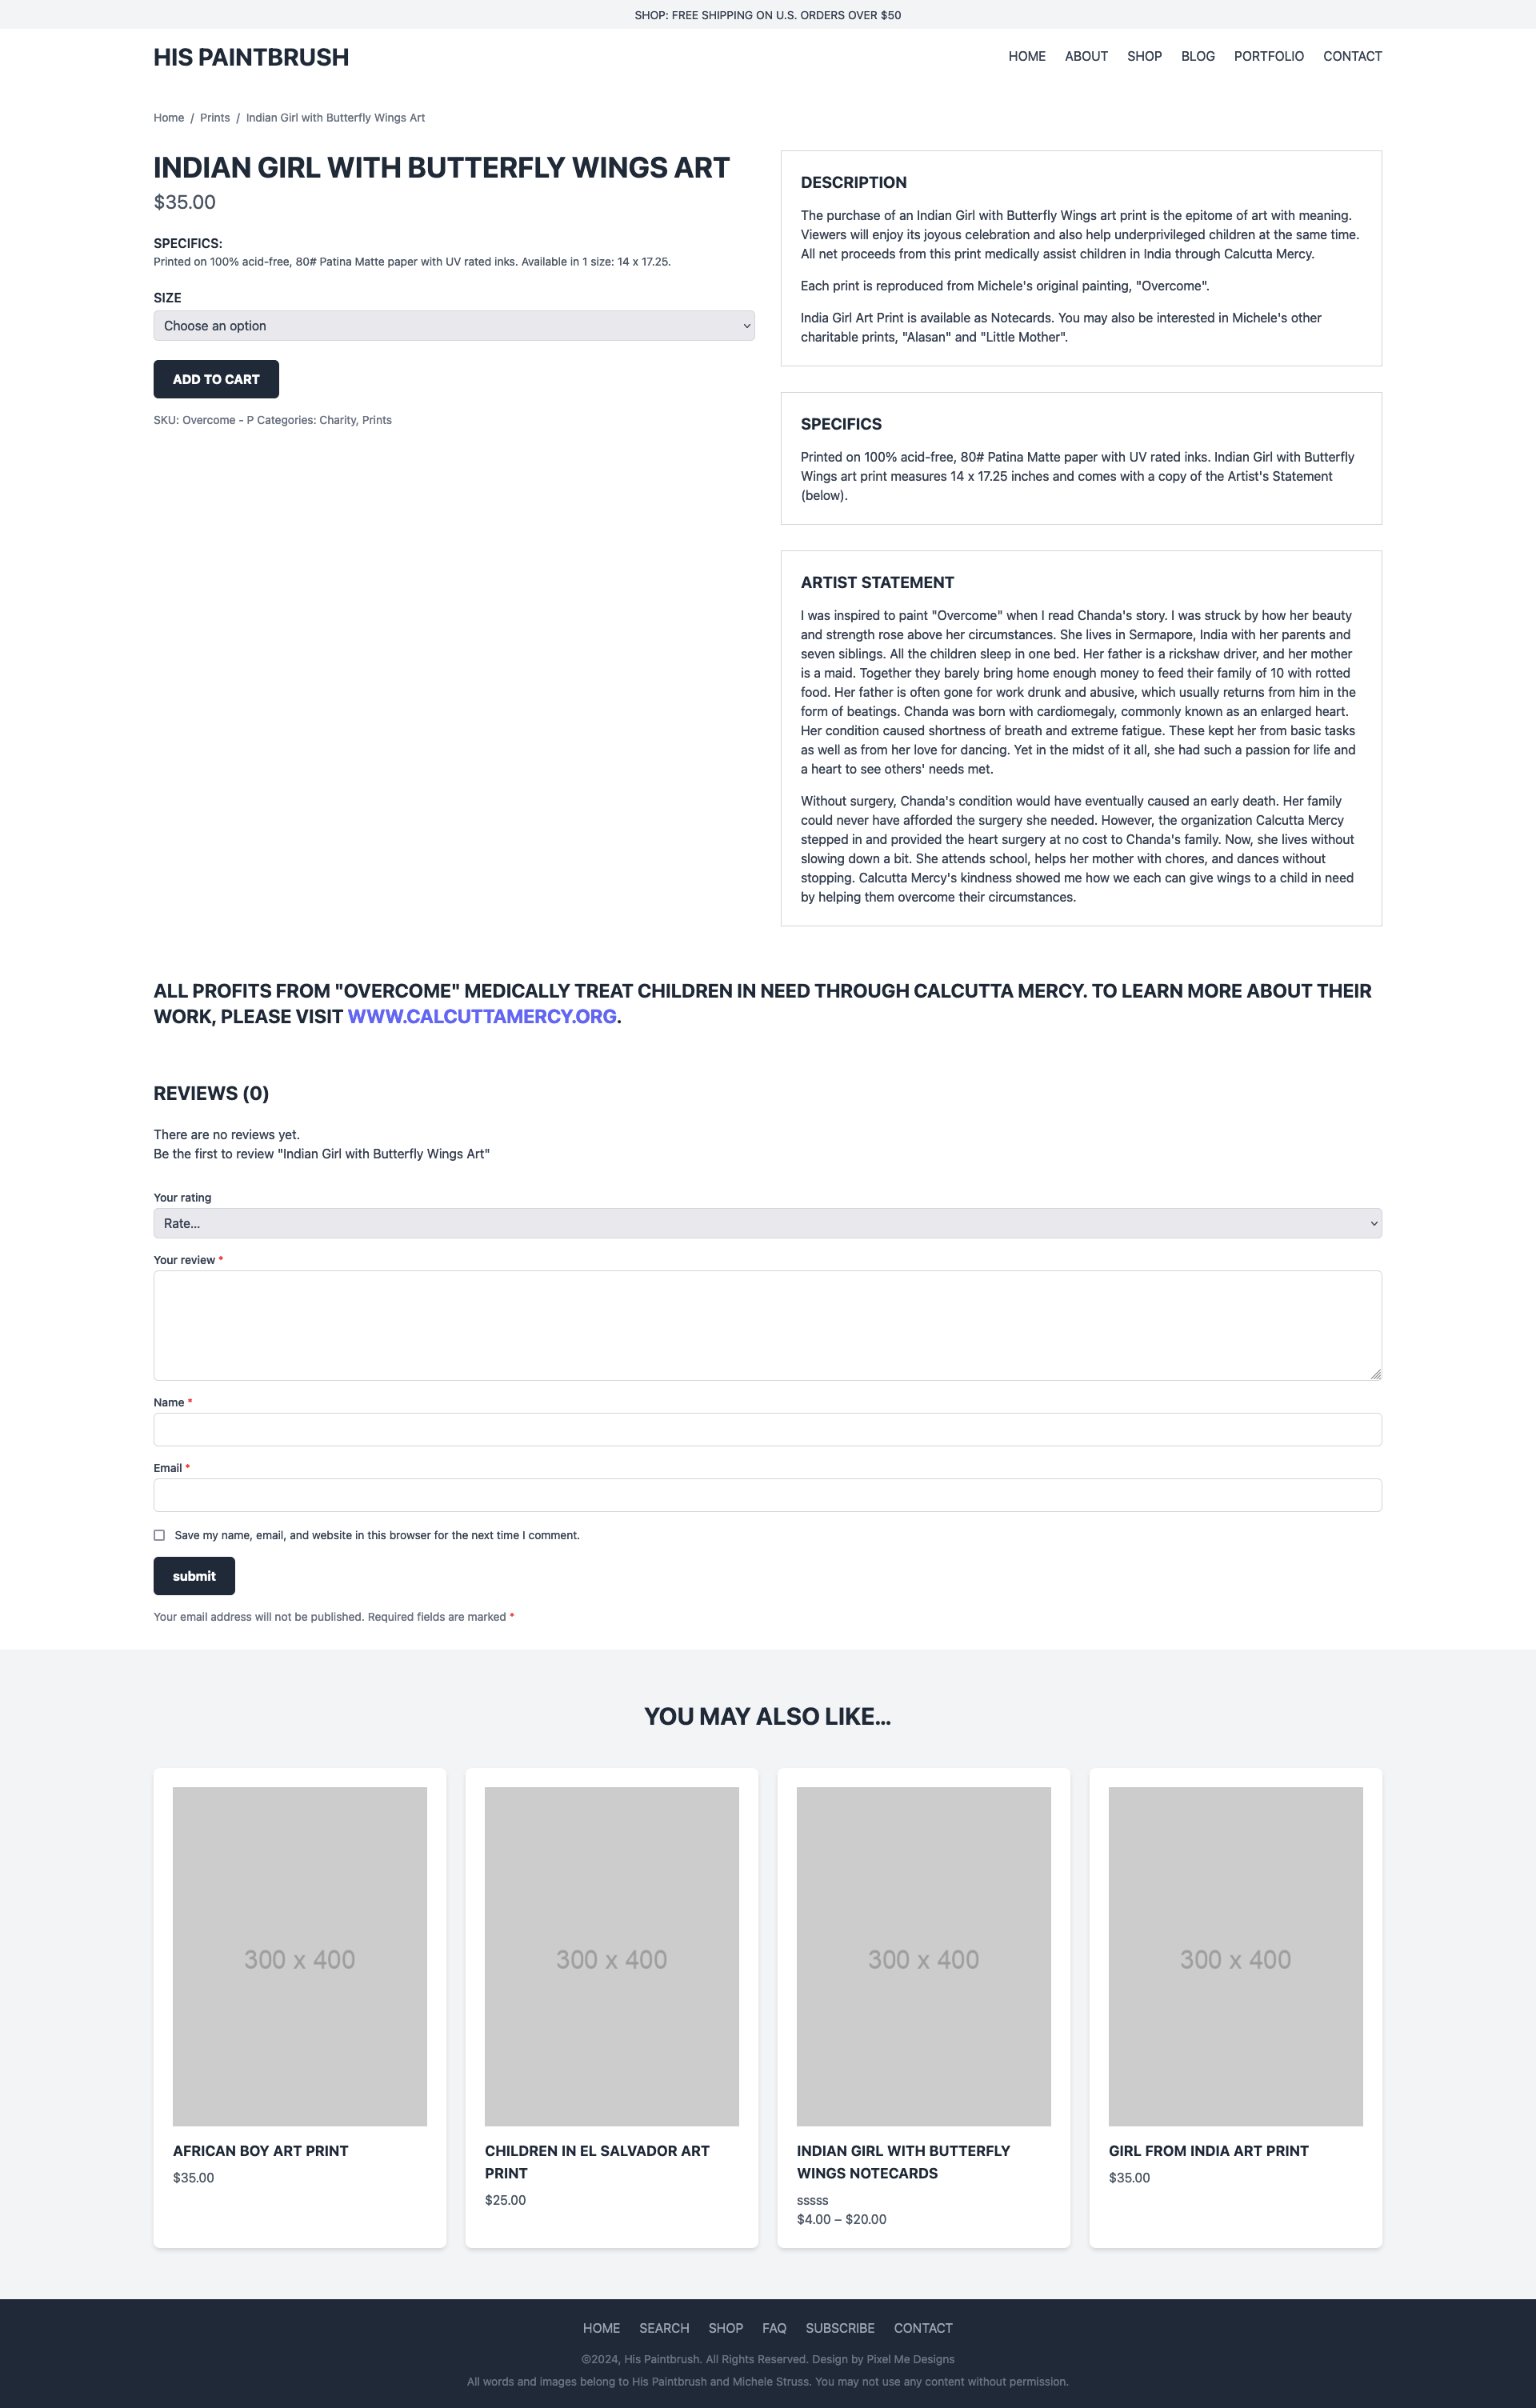 SHOP: FREE SHIPPING ON U.S. ORDERS OVER $50
HIS PAINTBRUSH
HOME ABOUT SHOP BLOG PORTFOLIO CONTACT
Home / Prints / Indian Girl with Butterfly Wings Art
INDIAN GIRL WITH BUTTERFLY WINGS ART
$35.00
SPECIFICS:
Printed on 100% acid-free, 80# Patina Matte paper with UV rated inks. Available in 1 size: 14 x 17.25.
SIZE
Choose an option
ADD TO CART
SKU: Overcome - P Categories: Charity, Prints
DESCRIPTION
The purchase of an Indian Girl with Butterfly Wings art print is the epitome of art with meaning.
Viewers will enjoy its joyous celebration and also help underprivileged children at the same time.
All net proceeds from this print medically assist children in India through Calcutta Mercy.
Each print is reproduced from Michele's original painting, "Overcome".
India Girl Art Print is available as Notecards. You may also be interested in Michele's other
charitable prints, "Alasan" and "Little Mother".
SPECIFICS
Printed on 100% acid-free, 80# Patina Matte paper with UV rated inks. Indian Girl with Butterfly
Wings art print measures 14 x 17.25 inches and comes with a copy of the Artist's Statement
(below).
ARTIST STATEMENT
I was inspired to paint "Overcome" when I read Chanda's story. I was struck by how her beauty
and strength rose above her circumstances. She lives in Sermapore, India with her parents and
seven siblings. All the children sleep in one bed. Her father is a rickshaw driver, and her mother
is a maid. Together they barely bring home enough money to feed their family of 10 with rotted
food. Her father is often gone for work drunk and abusive, which usually returns from him in the
form of beatings. Chanda was born with cardiomegaly, commonly known as an enlarged heart.
Her condition caused shortness of breath and extreme fatigue. These kept her from basic tasks
as well as from her love for dancing. Yet in the midst of it all, she had such a passion for life and
a heart to see others' needs met.
Without surgery, Chanda's condition would have eventually caused an early death. Her family
could never have afforded the surgery she needed. However, the organization Calcutta Mercy
stepped in and provided the heart surgery at no cost to Chanda's family. Now, she lives without
slowing down a bit. She attends school, helps her mother with chores, and dances without
stopping. Calcutta Mercy's kindness showed me how we each can give wings to a child in need
by helping them overcome their circumstances.
ALL PROFITS FROM "OVERCOME" MEDICALLY TREAT CHILDREN IN NEED THROUGH CALCUTTA MERCY. TO LEARN MORE ABOUT THEIR
WORK, PLEASE VISIT WWW.CALCUTTAMERCY.ORG.
REVIEWS (0)
There are no reviews yet.
Be the first to review "Indian Girl with Butterfly Wings Art"
Your rating
Rate...
Your review *
Name *
Email *
Save my name, email, and website in this browser for the next time I comment.
submit
Your email address will not be published. Required fields are marked *
YOU MAY ALSO LIKE…
300 x 400
300 x 400
300 x 400
300 x 400
AFRICAN BOY ART PRINT
$35.00
CHILDREN IN EL SALVADOR ART
PRINT
$25.00
INDIAN GIRL WITH BUTTERFLY
WINGS NOTECARDS
sssss
$4.00 – $20.00
GIRL FROM INDIA ART PRINT
$35.00
HOME SEARCH SHOP FAQ SUBSCRIBE CONTACT
©2024, His Paintbrush. All Rights Reserved. Design by Pixel Me Designs
All words and images belong to His Paintbrush and Michele Struss. You may not use any content without permission.